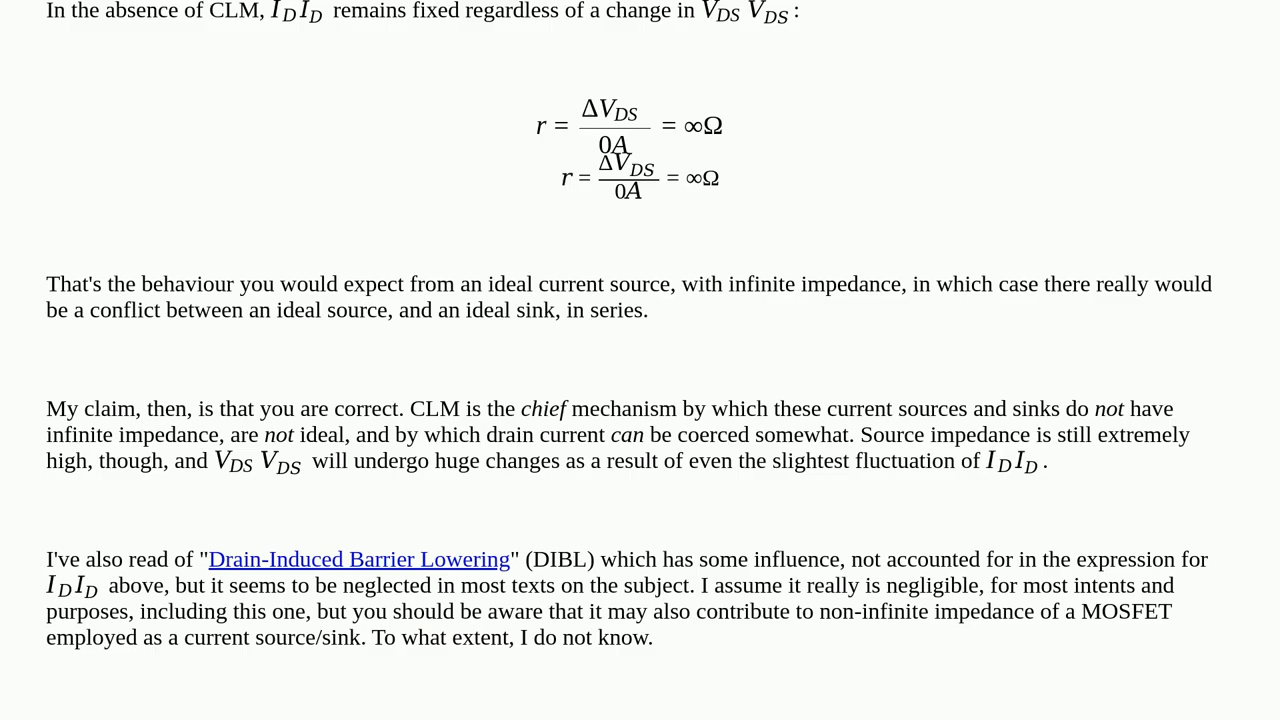 In the absence of CLM, I_D I_D remains fixed regardless of a change in V_DS V_DS:
r = ΔV_DS / 0A = ∞Ω
r = ΔV_DS / 0A = ∞Ω
That's the behaviour you would expect from an ideal current source, with infinite impedance, in which case there really would
be a conflict between an ideal source, and an ideal sink, in series.
My claim, then, is that you are correct. CLM is the chief mechanism by which these current sources and sinks do not have
infinite impedance, are not ideal, and by which drain current can be coerced somewhat. Source impedance is still extremely
high, though, and V_DS V_DS will undergo huge changes as a result of even the slightest fluctuation of I_D I_D.
I've also read of "Drain-Induced Barrier Lowering" (DIBL) which has some influence, not accounted for in the expression for
I_D I_D above, but it seems to be neglected in most texts on the subject. I assume it really is negligible, for most intents and
purposes, including this one, but you should be aware that it may also contribute to non-infinite impedance of a MOSFET
employed as a current source/sink. To what extent, I do not know.